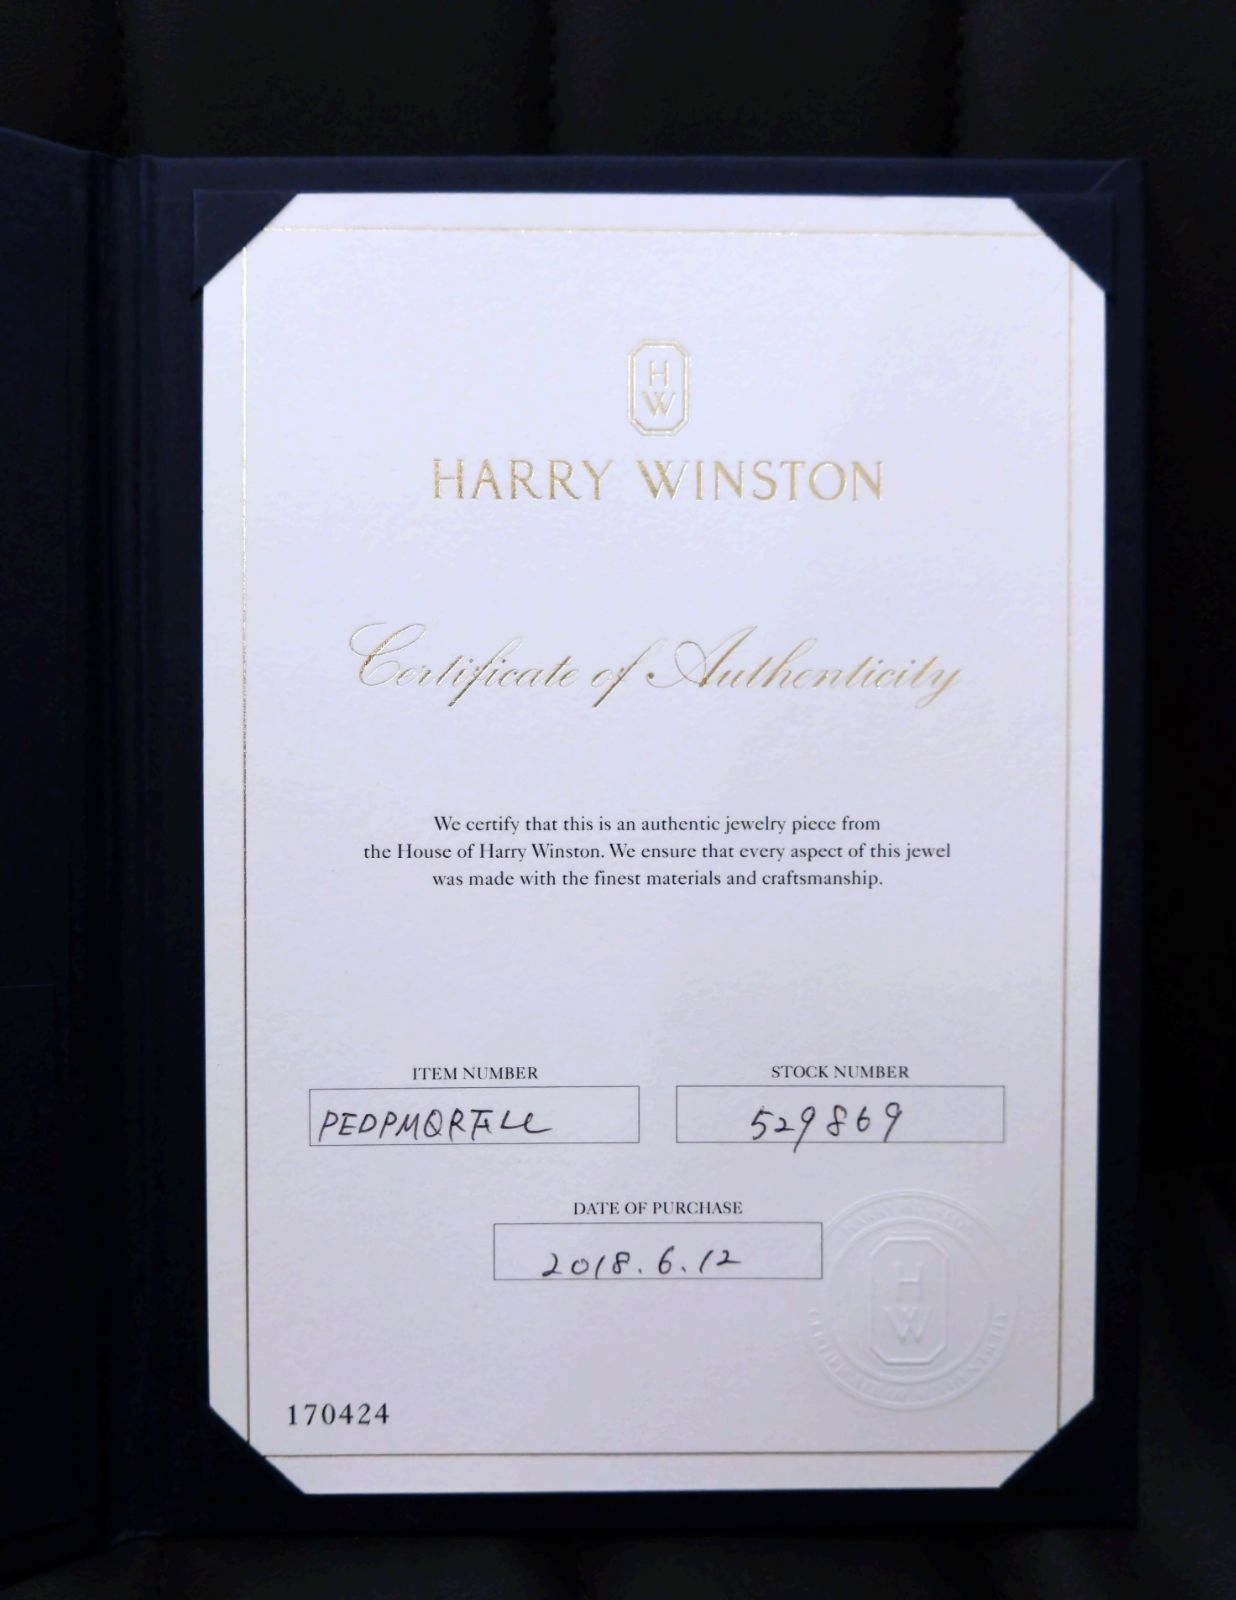 H
W
HARRY WINSTON
Certificate of Authenticity
We certify that this is an authentic jewelry piece from
the House of Harry Winston. We ensure that every aspect of this jewel
was made with the finest materials and craftsmanship.
ITEM NUMBER
STOCK NUMBER
529869
DATE OF PURCHASE
2018.6.12
H
W
170424